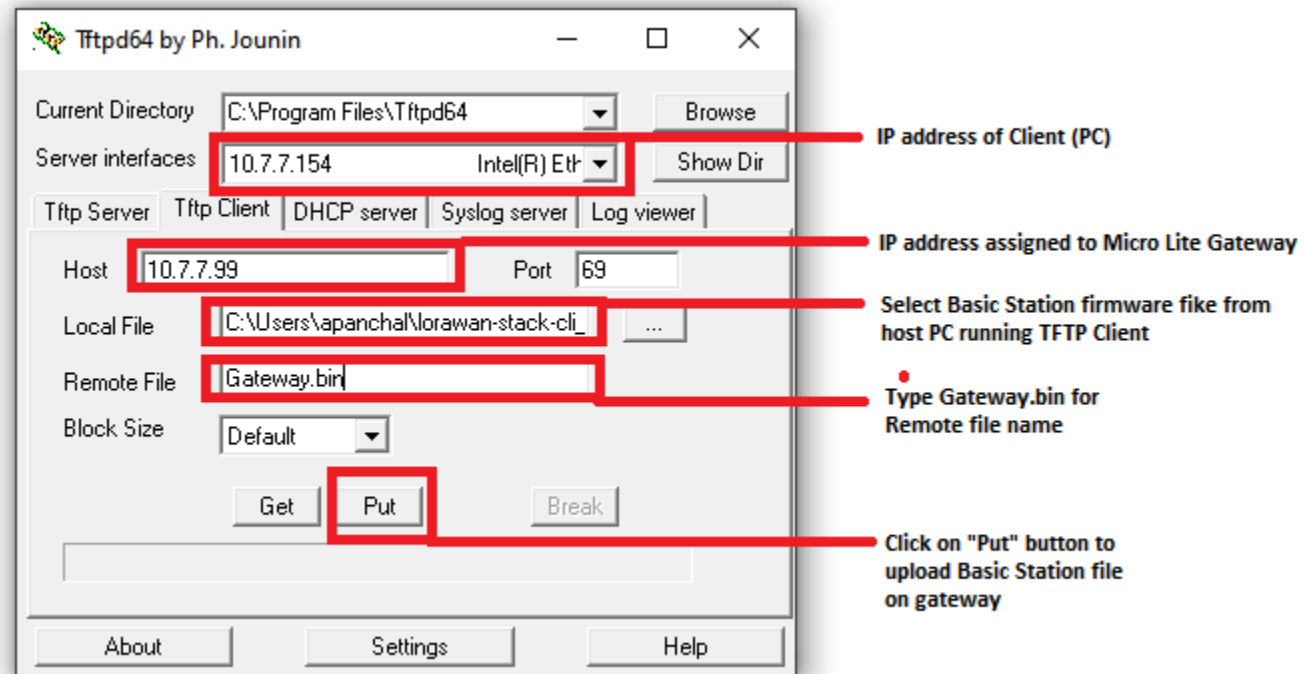 Tftpd64 by Ph. Jounin
Current Directory C:\Program Files\Tftpd64 Browse
Server interfaces 10.7.7.154 Intel(R) Eth Show Dir
IP address of Client (PC)
Tftp Server Tftp Client DHCP server Syslog server Log viewer
Host 10.7.7.99 Port 69
IP address assigned to Micro Lite Gateway
Local File C:\Users\apanchal\lorawan-stack-cli_ ...
Select Basic Station firmware fike from
host PC running TFTP Client
Remote File Gateway.bin
Type Gateway.bin for
Remote file name
Block Size Default
Get Put Break
Click on "Put" button to
upload Basic Station file
on gateway
About Settings Help